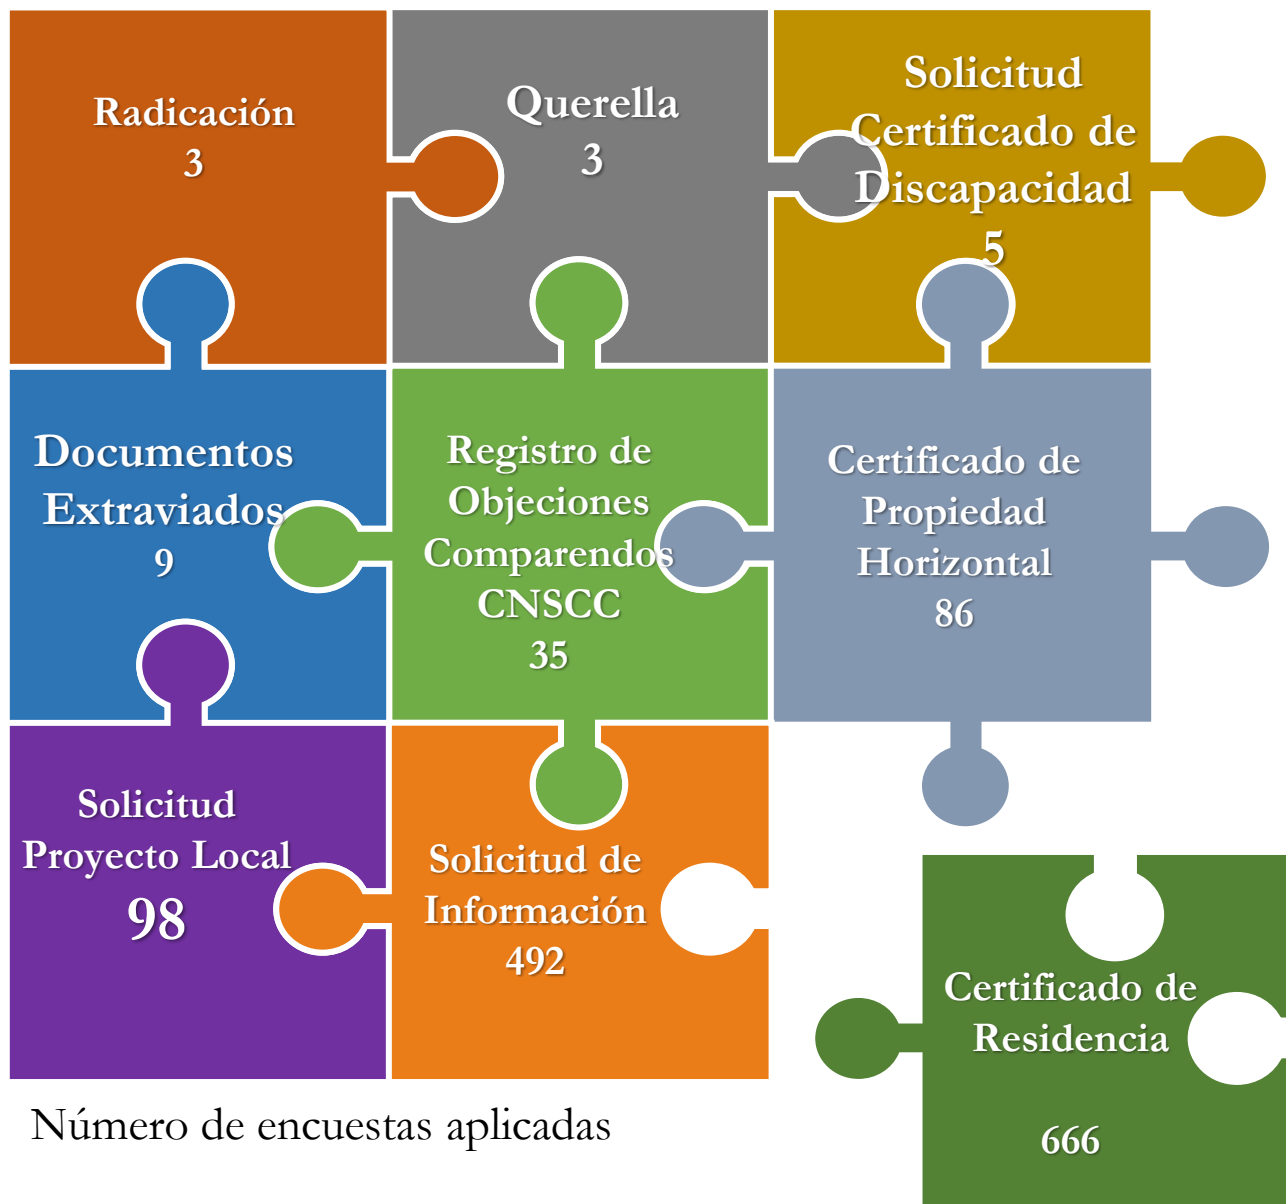 Radicación
3
Querella
3
Solicitud
Certificado de
Discapacidad
5
Documentos
Extraviados
9
Registro de
Objeciones
Comparendos
CNSCC
35
Certificado de
Propiedad
Horizontal
86
Solicitud
Proyecto Local
98
Solicitud de
Información
492
Certificado de
Residencia
666
Número de encuestas aplicadas